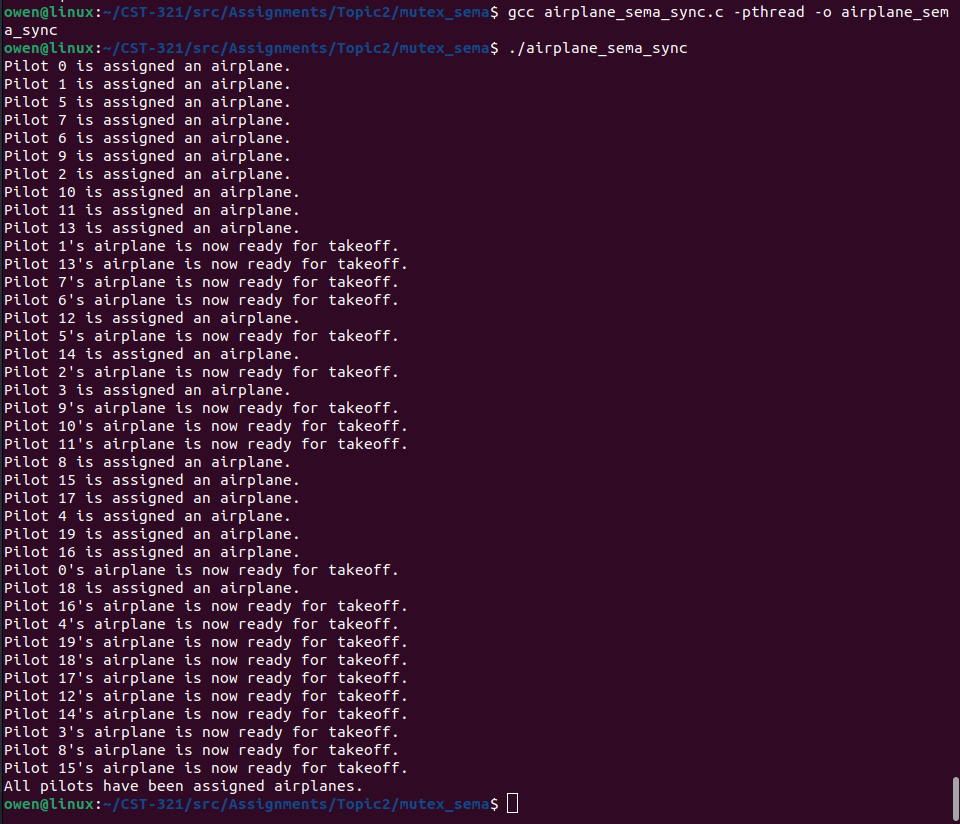 owen@linux:~/CST-321/src/Assignments/Topic2/mutex_sema$ gcc airplane_sema_sync.c -pthread -o airplane_sem
a_sync
owen@linux:~/CST-321/src/Assignments/Topic2/mutex_sema$ ./airplane_sema_sync
Pilot 0 is assigned an airplane.
Pilot 1 is assigned an airplane.
Pilot 5 is assigned an airplane.
Pilot 7 is assigned an airplane.
Pilot 6 is assigned an airplane.
Pilot 9 is assigned an airplane.
Pilot 2 is assigned an airplane.
Pilot 10 is assigned an airplane.
Pilot 11 is assigned an airplane.
Pilot 13 is assigned an airplane.
Pilot 1's airplane is now ready for takeoff.
Pilot 13's airplane is now ready for takeoff.
Pilot 7's airplane is now ready for takeoff.
Pilot 6's airplane is now ready for takeoff.
Pilot 12 is assigned an airplane.
Pilot 5's airplane is now ready for takeoff.
Pilot 14 is assigned an airplane.
Pilot 2's airplane is now ready for takeoff.
Pilot 3 is assigned an airplane.
Pilot 9's airplane is now ready for takeoff.
Pilot 10's airplane is now ready for takeoff.
Pilot 11's airplane is now ready for takeoff.
Pilot 8 is assigned an airplane.
Pilot 15 is assigned an airplane.
Pilot 17 is assigned an airplane.
Pilot 4 is assigned an airplane.
Pilot 19 is assigned an airplane.
Pilot 16 is assigned an airplane.
Pilot 0's airplane is now ready for takeoff.
Pilot 18 is assigned an airplane.
Pilot 16's airplane is now ready for takeoff.
Pilot 4's airplane is now ready for takeoff.
Pilot 19's airplane is now ready for takeoff.
Pilot 18's airplane is now ready for takeoff.
Pilot 17's airplane is now ready for takeoff.
Pilot 12's airplane is now ready for takeoff.
Pilot 14's airplane is now ready for takeoff.
Pilot 3's airplane is now ready for takeoff.
Pilot 8's airplane is now ready for takeoff.
Pilot 15's airplane is now ready for takeoff.
All pilots have been assigned airplanes.
owen@linux:~/CST-321/src/Assignments/Topic2/mutex_sema$